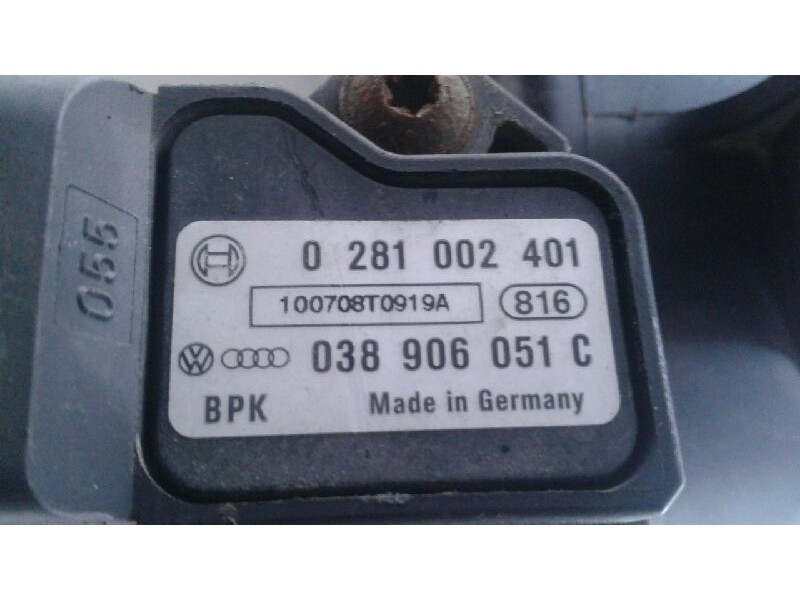 055
0 281 002 401
100708T0919A 816
038 906 051 C
BPK Made in Germany